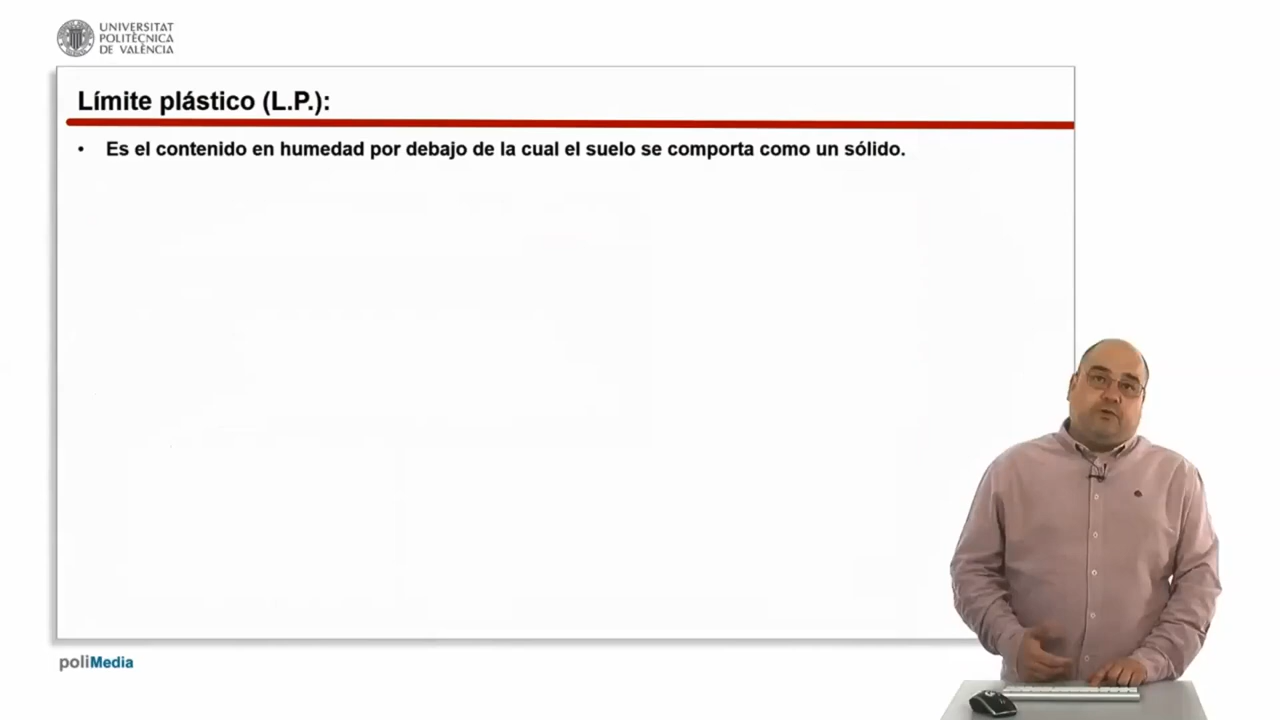 UNIVERSITAT
POLITÈCNICA
DE VALÈNCIA
Límite plástico (L.P.):
• Es el contenido en humedad por debajo de la cual el suelo se comporta como un sólido.
poliMedia